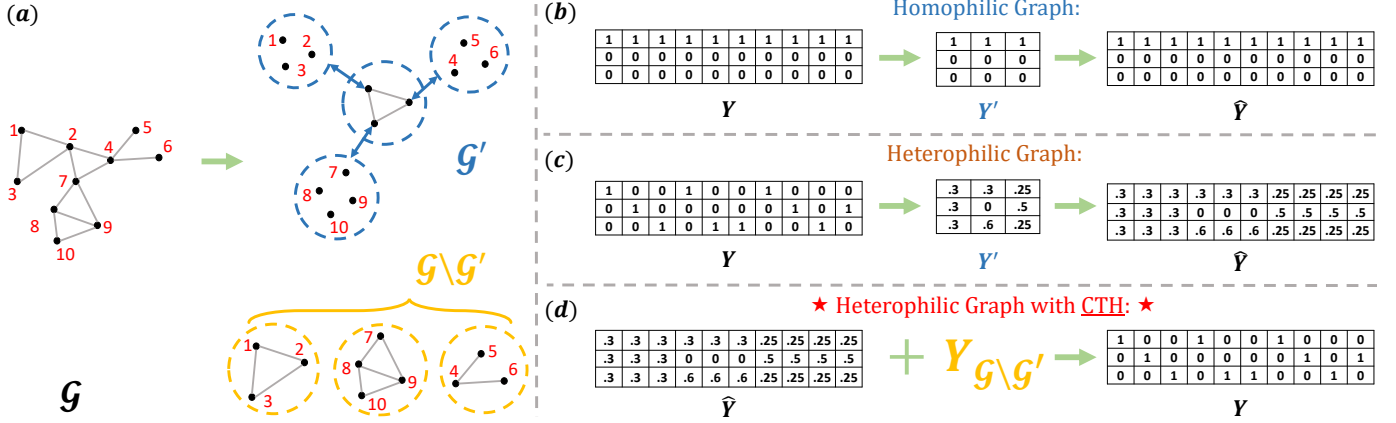 (a)
1
2
3
4
5
6
7
8
9
10
G
1
2
3
5
4
6
7
8
9
10
G'
G\G'
1
2
3
7
8
9
10
5
6
4
(b)
Homophilic Graph:
1 1 1 1 1 1 1 1 1 1
0 0 0 0 0 0 0 0 0 0
0 0 0 0 0 0 0 0 0 0
Y
1 1 1
0 0 0
0 0 0
Y'
1 1 1 1 1 1 1 1 1 1
0 0 0 0 0 0 0 0 0 0
0 0 0 0 0 0 0 0 0 0
Ŷ
(c)
Heterophilic Graph:
1 0 0 1 0 0 1 0 0 0
0 1 0 0 0 0 0 1 0 1
0 0 1 0 1 1 0 0 1 0
Y
.3 .3 .25
.3 0 .5
.3 .6 .25
Y'
.3 .3 .3 .3 .3 .3 .25 .25 .25 .25
.3 .3 .3 0 0 0 .5 .5 .5 .5
.3 .3 .3 .6 .6 .6 .25 .25 .25 .25
Ŷ
(d)
★ Heterophilic Graph with CTH: ★
.3 .3 .3 .3 .3 .3 .25 .25 .25 .25
.3 .3 .3 0 0 0 .5 .5 .5 .5
.3 .3 .3 .6 .6 .6 .25 .25 .25 .25
Ŷ
+
Y G\G'
1 0 0 1 0 0 1 0 0 0
0 1 0 0 0 0 0 1 0 1
0 0 1 0 1 1 0 0 1 0
Y